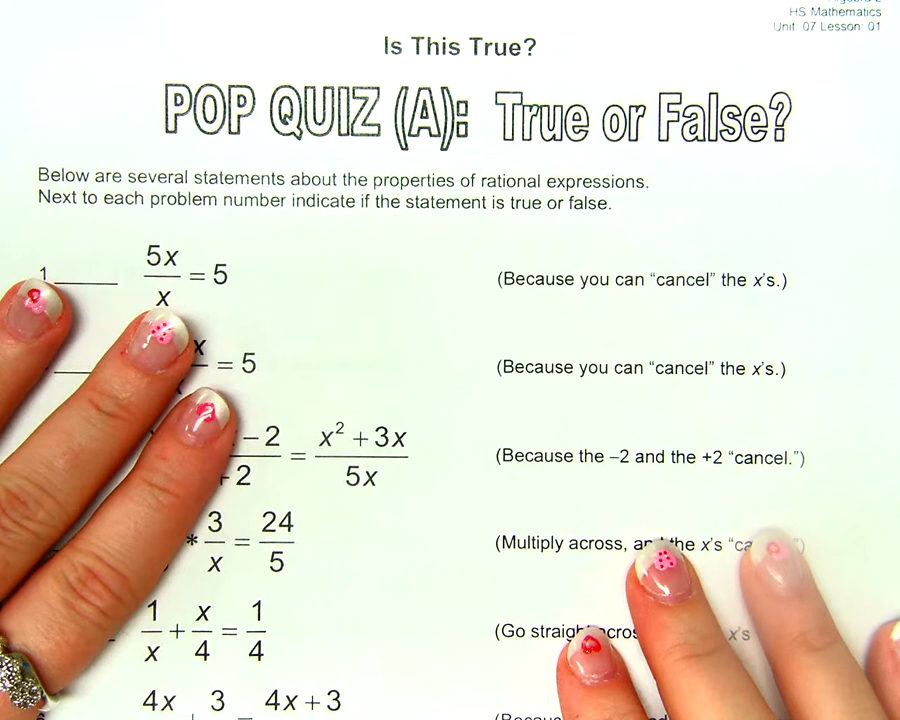 HS Mathematics
Unit: 07 Lesson: 01
Is This True?
POP QUIZ (A): True or False?
Below are several statements about the properties of rational expressions.
Next to each problem number indicate if the statement is true or false.
1.______ 5x/x = 5 (Because you can “cancel” the x's.)
x = 5 (Because you can “cancel” the x's.)
– 2 / 2 = x² + 3x / 5x (Because the –2 and the +2 “cancel.”)
* 3/x = 24/5 (Multiply across, the x's
1/x + x/4 = 1/4 (Go x's
4x 3 4x + 3